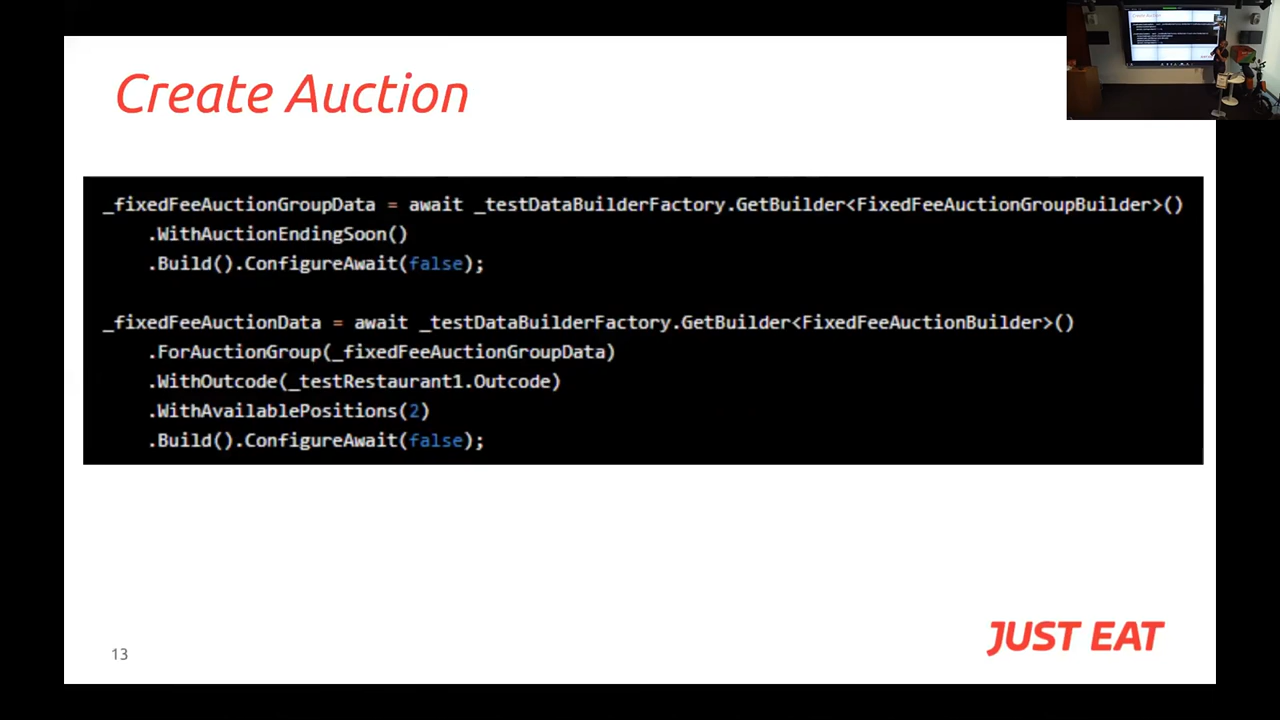 Create Auction
_fixedFeeAuctionGroupData = await _testDataBuilderFactory.GetBuilder<FixedFeeAuctionGroupBuilder>()
.WithAuctionEndingSoon()
.Build().ConfigureAwait(false);
_fixedFeeAuctionData = await _testDataBuilderFactory.GetBuilder<FixedFeeAuctionBuilder>()
.ForAuctionGroup(_fixedFeeAuctionGroupData)
.WithOutcode(_testRestaurant1.Outcode)
.WithAvailablePositions(2)
.Build().ConfigureAwait(false);
13
JUST EAT